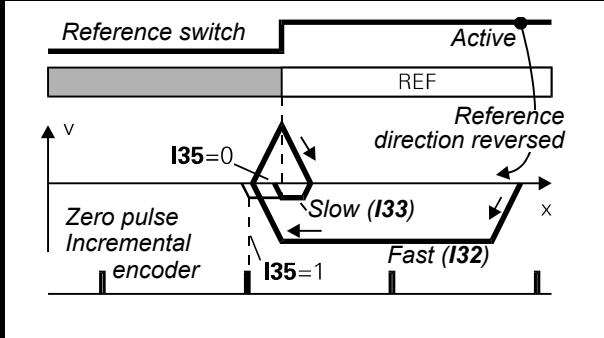 Reference switch
Active
REF
Reference
direction reversed
v
I35=0
Slow (I33)
x
Zero pulse
Incremental
encoder
Fast (I32)
I35=1